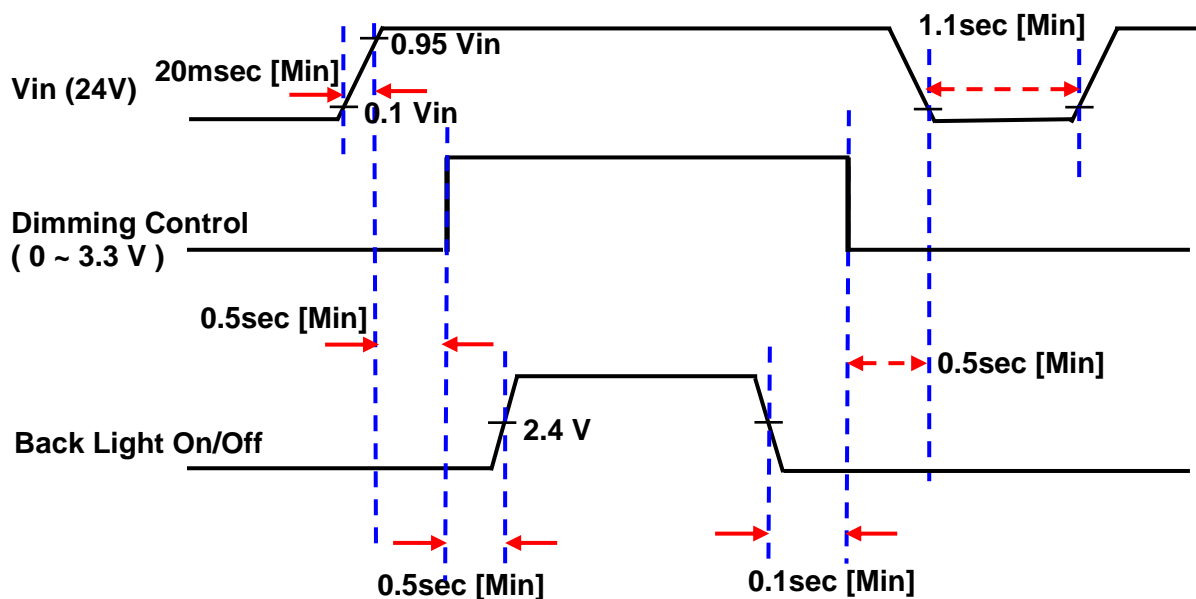 1.1sec [Min]
0.95 Vin
20msec [Min]
Vin (24V)
0.1 Vin
Dimming Control
( 0 ~ 3.3 V )
0.5sec [Min]
0.5sec [Min]
2.4 V
Back Light On/Off
0.5sec [Min]
0.1sec [Min]